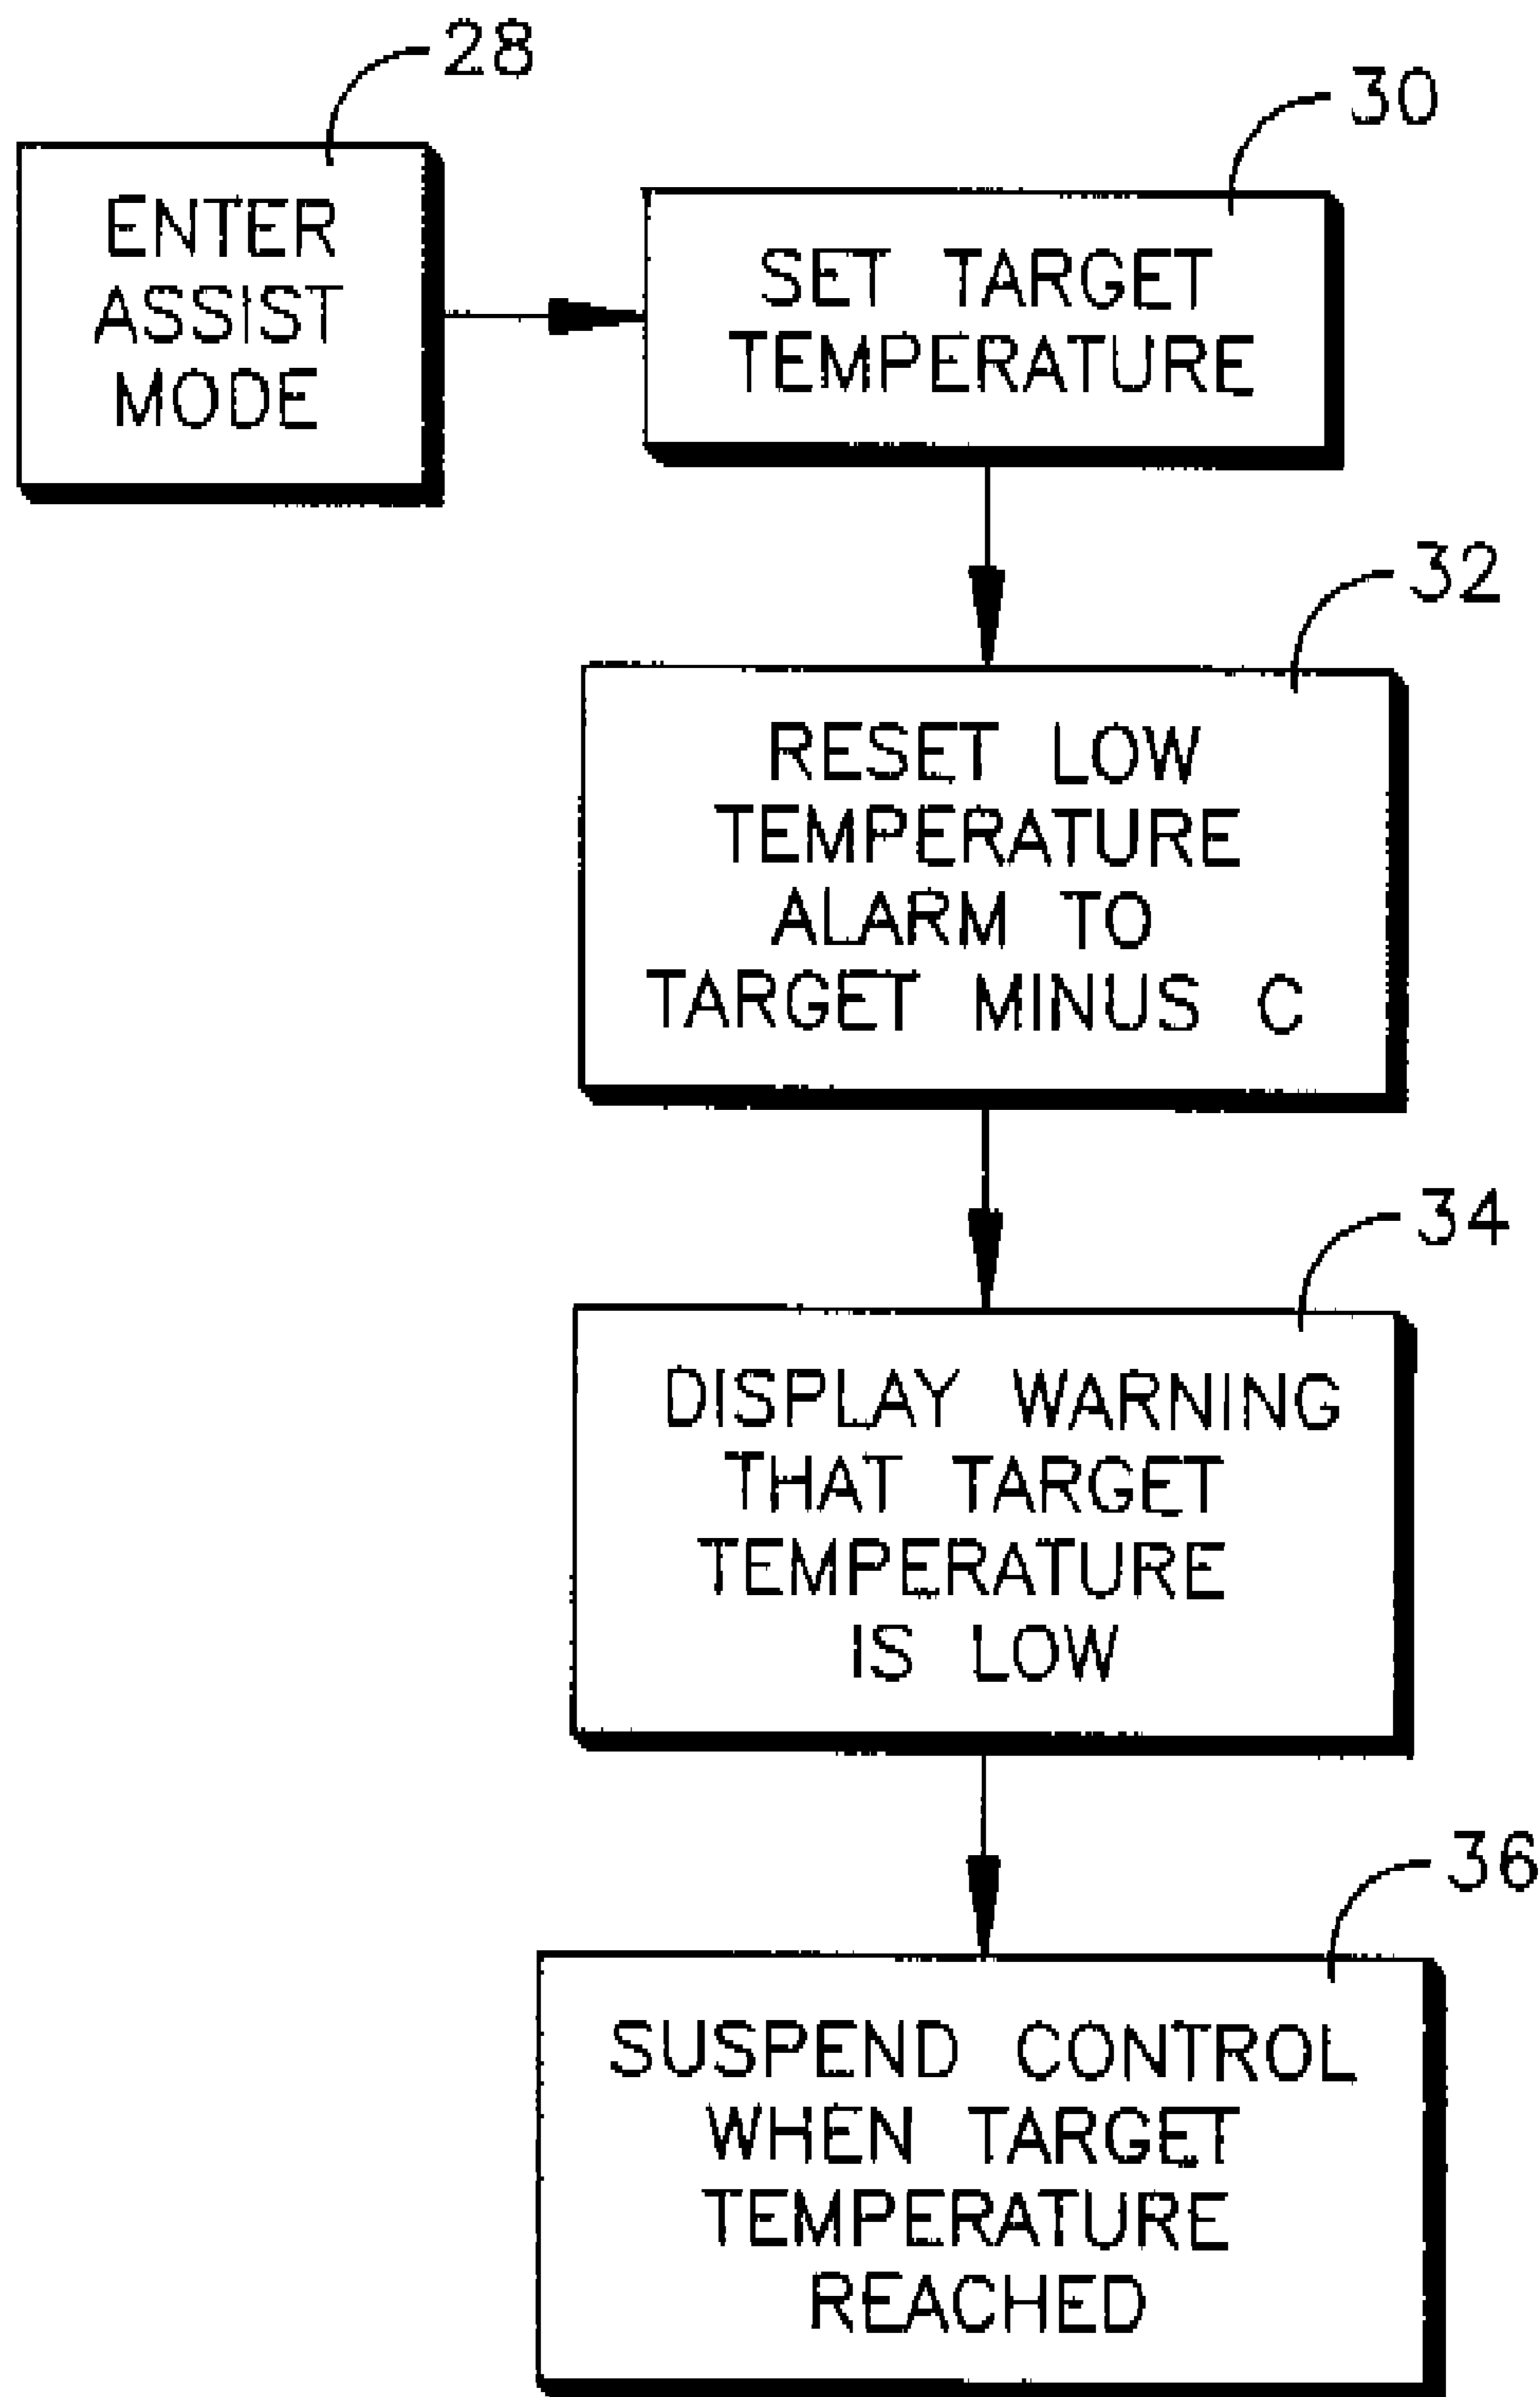 28
ENTER
ASSIST
MODE
30
SET TARGET
TEMPERATURE
32
RESET LOW
TEMPERATURE
ALARM TO
TARGET MINUS C
34
DISPLAY WARNING
THAT TARGET
TEMPERATURE
IS LOW
36
SUSPEND CONTROL
WHEN TARGET
TEMPERATURE
REACHED